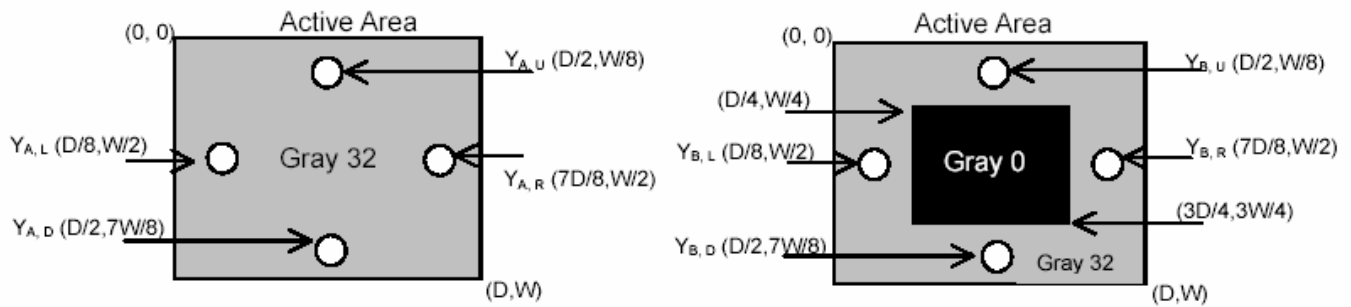 Active Area
(0, 0)
Y_A, U (D/2,W/8)
Y_A, L (D/8,W/2)
Gray 32
Y_A, R (7D/8,W/2)
Y_A, D (D/2,7W/8)
(D,W)
Active Area
(0, 0)
Y_B, U (D/2,W/8)
(D/4,W/4)
Y_B, L (D/8,W/2)
Gray 0
Y_B, R (7D/8,W/2)
(3D/4,3W/4)
Y_B, D (D/2,7W/8)
Gray 32
(D,W)